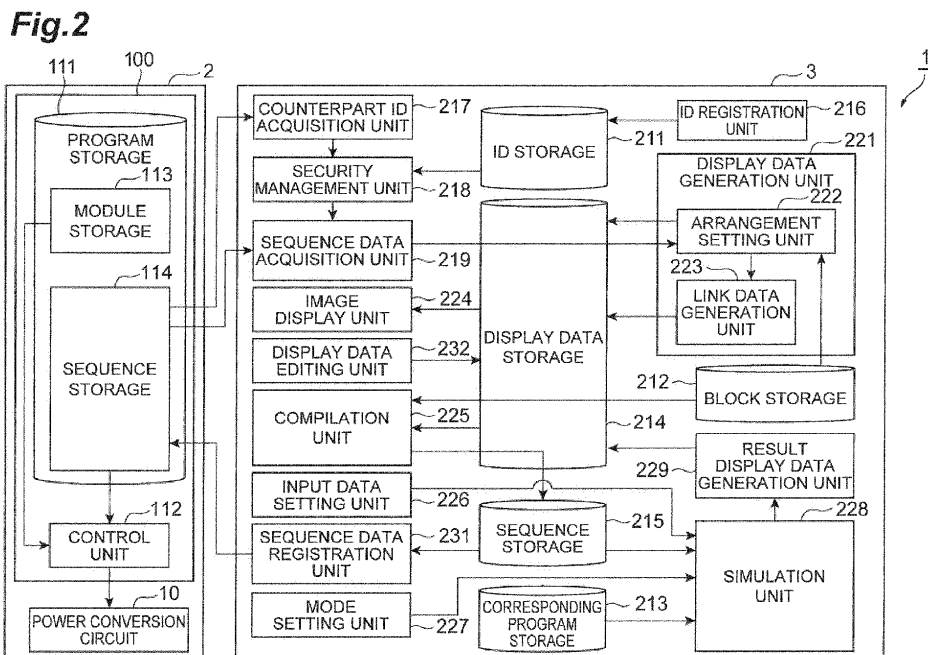 Fig.2
1
2
100
111
PROGRAM
STORAGE
113
MODULE
STORAGE
114
SEQUENCE
STORAGE
112
CONTROL
UNIT
10
POWER CONVERSION
CIRCUIT
3
COUNTERPART ID
ACQUISITION UNIT
217
SECURITY
MANAGEMENT UNIT
218
SEQUENCE DATA
ACQUISITION UNIT
219
IMAGE
DISPLAY UNIT
224
DISPLAY DATA
EDITING UNIT
232
COMPILATION
UNIT
225
INPUT DATA
SETTING UNIT
226
SEQUENCE DATA
REGISTRATION
UNIT
231
MODE
SETTING UNIT
227
ID STORAGE
211
DISPLAY DATA
STORAGE
214
SEQUENCE
STORAGE
215
CORRESPONDING
PROGRAM
STORAGE
213
ID REGISTRATION
UNIT
216
221
DISPLAY DATA
GENERATION UNIT
222
ARRANGEMENT
SETTING UNIT
223
LINK DATA
GENERATION
UNIT
212
BLOCK STORAGE
RESULT
DISPLAY DATA
GENERATION UNIT
229
228
SIMULATION
UNIT